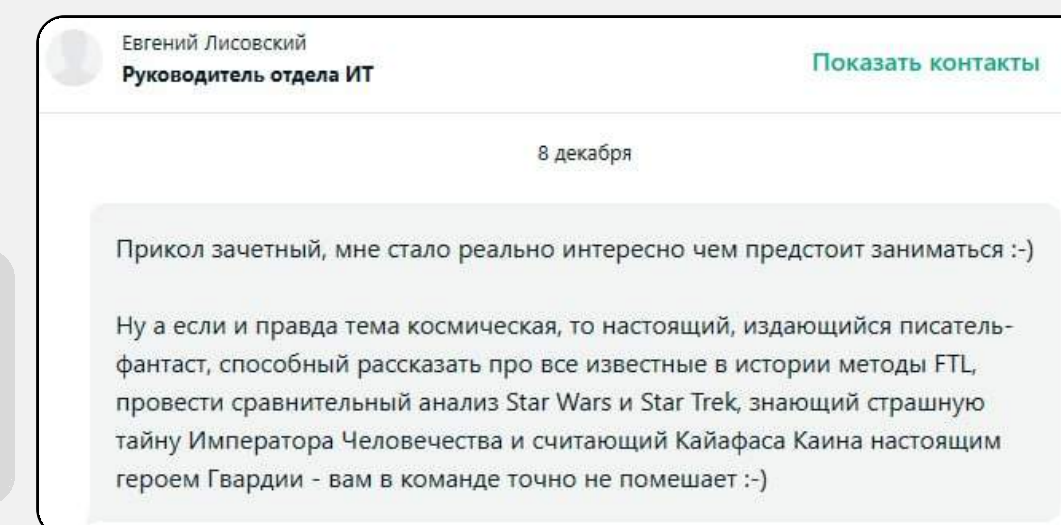 Евгений Лисовский
Руководитель отдела ИТ
Показать контакты
8 декабря
Прикол зачетный, мне стало реально интересно чем предстоит заниматься :-)
Ну а если и правда тема космическая, то настоящий, издающийся писатель-
фантаст, способный рассказать про все известные в истории методы FTL,
провести сравнительный анализ Star Wars и Star Trek, знающий страшную
тайну Императора Человечества и считающий Кайафаса Каина настоящим
героем Гвардии - вам в команде точно не помешает :-)